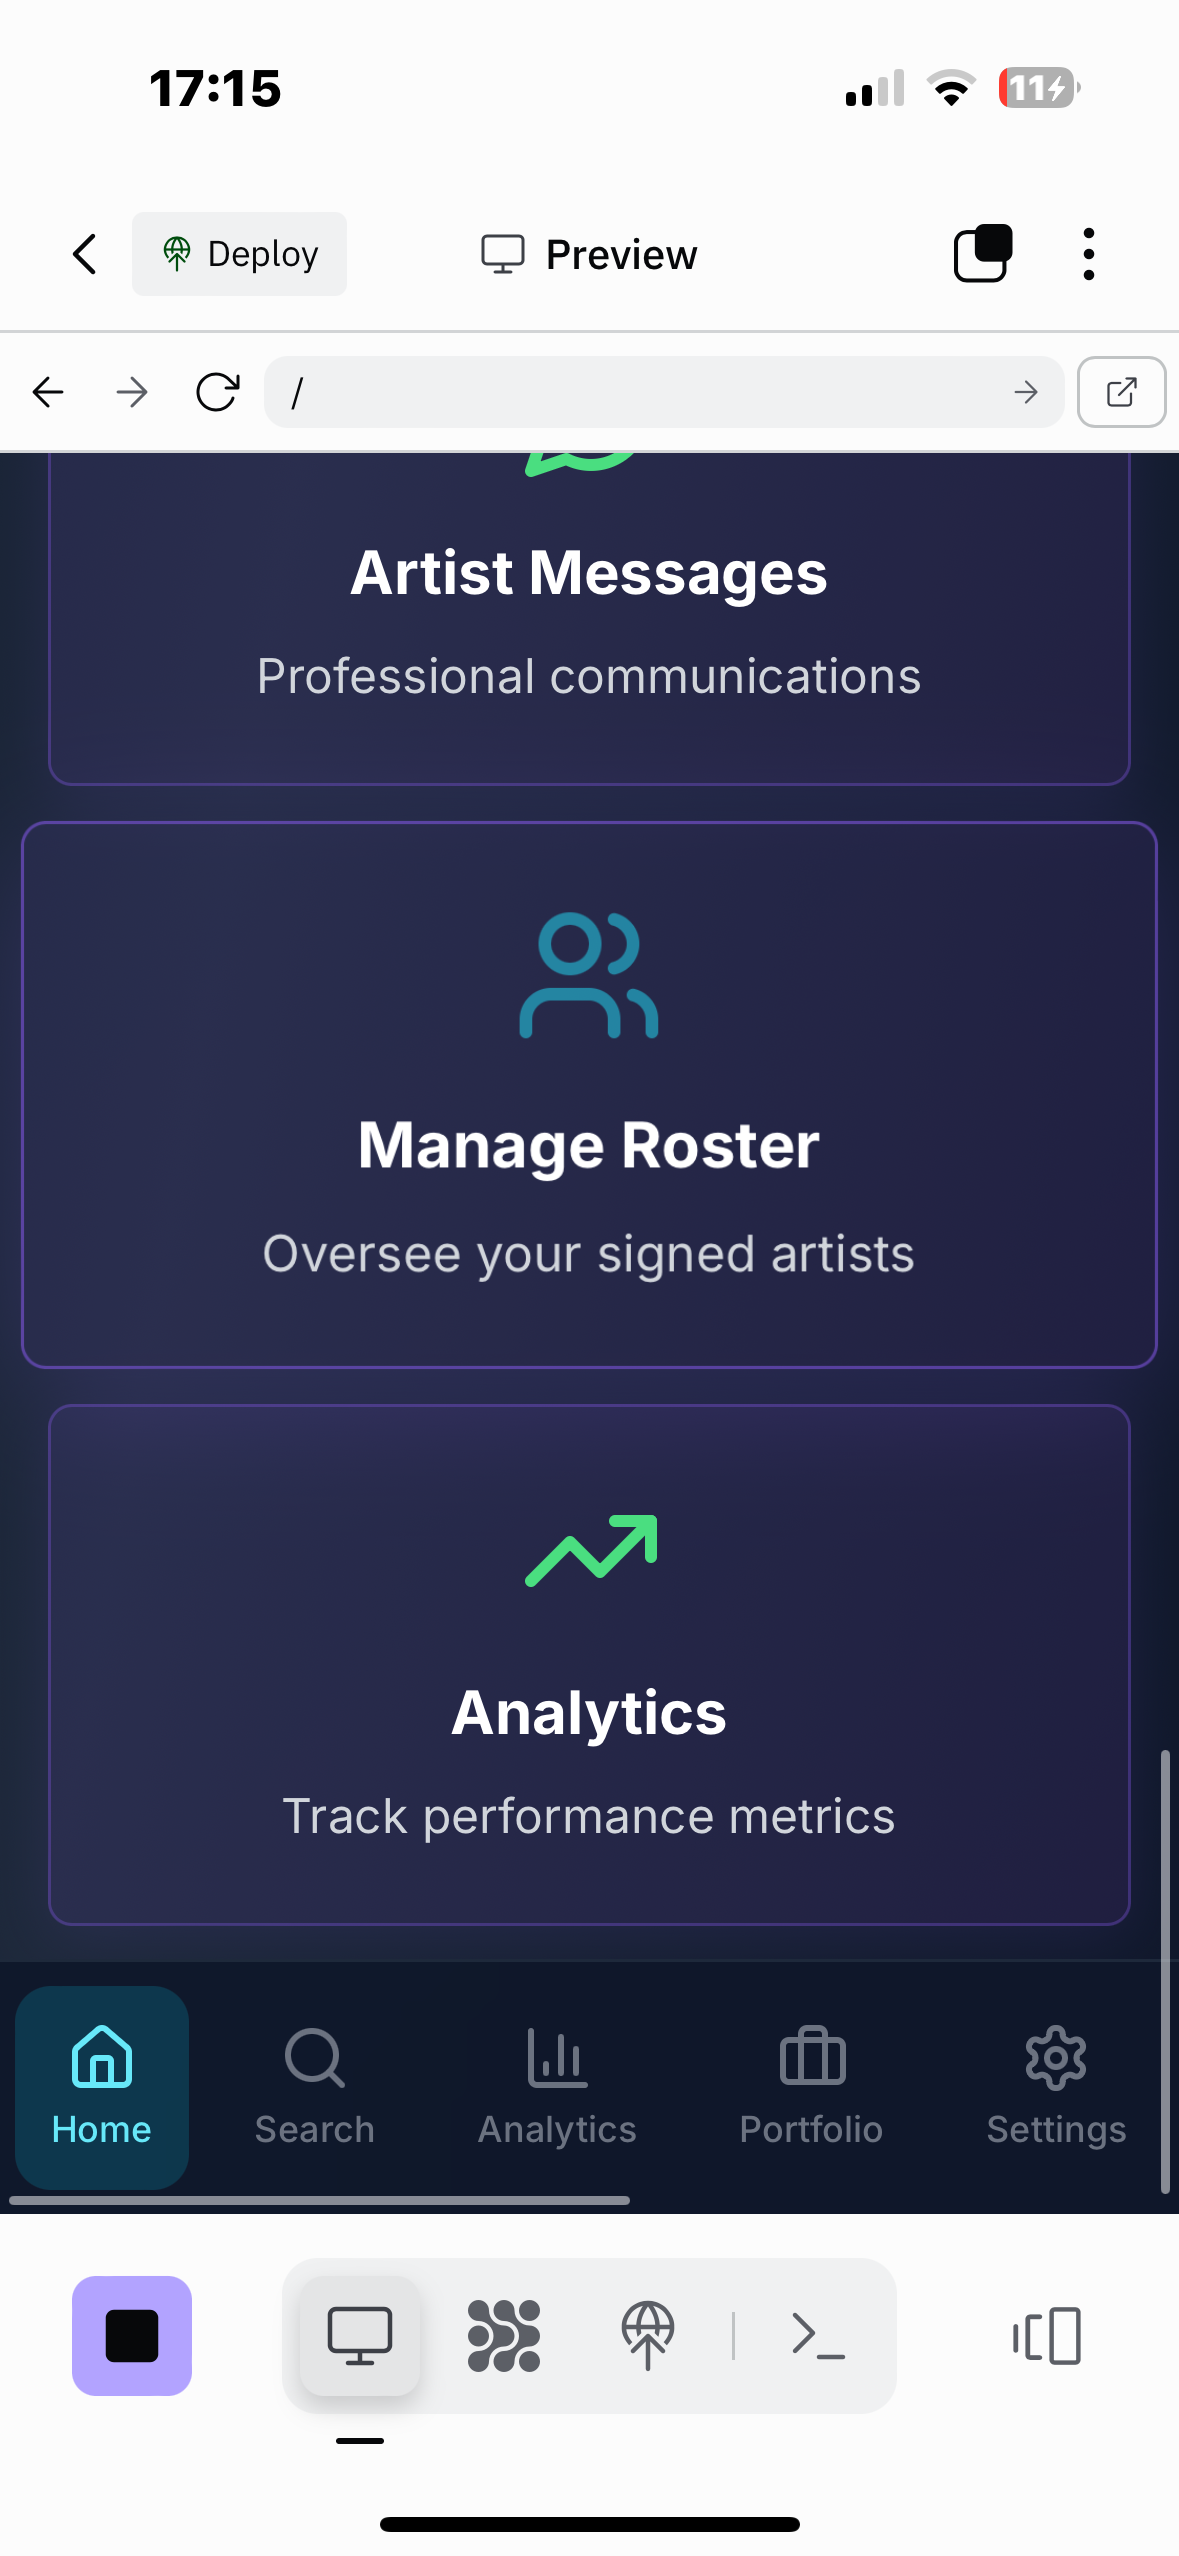 17:15
11
Deploy
Preview
/
Artist Messages
Professional communications
Manage Roster
Oversee your signed artists
Analytics
Track performance metrics
Home
Search
Analytics
Portfolio
Settings